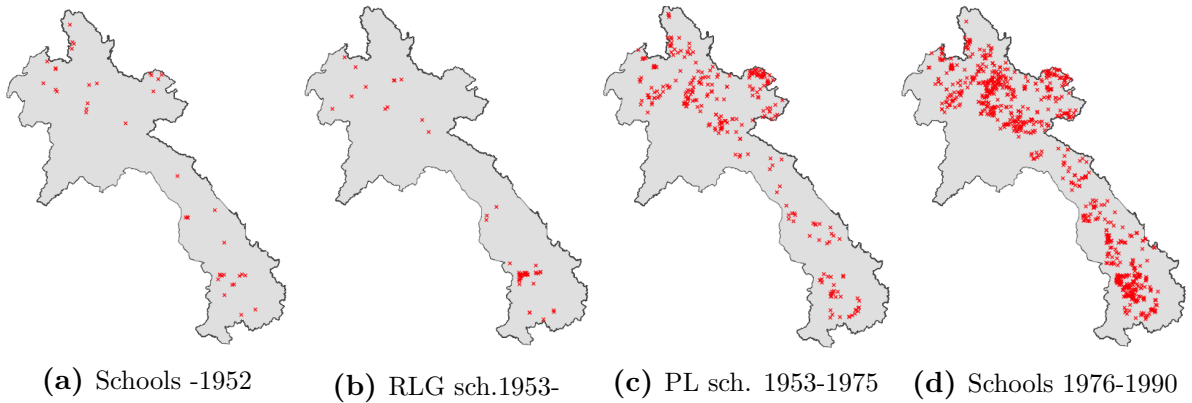 (a) Schools -1952
(b) RLG sch.1953-
(c) PL sch. 1953-1975
(d) Schools 1976-1990